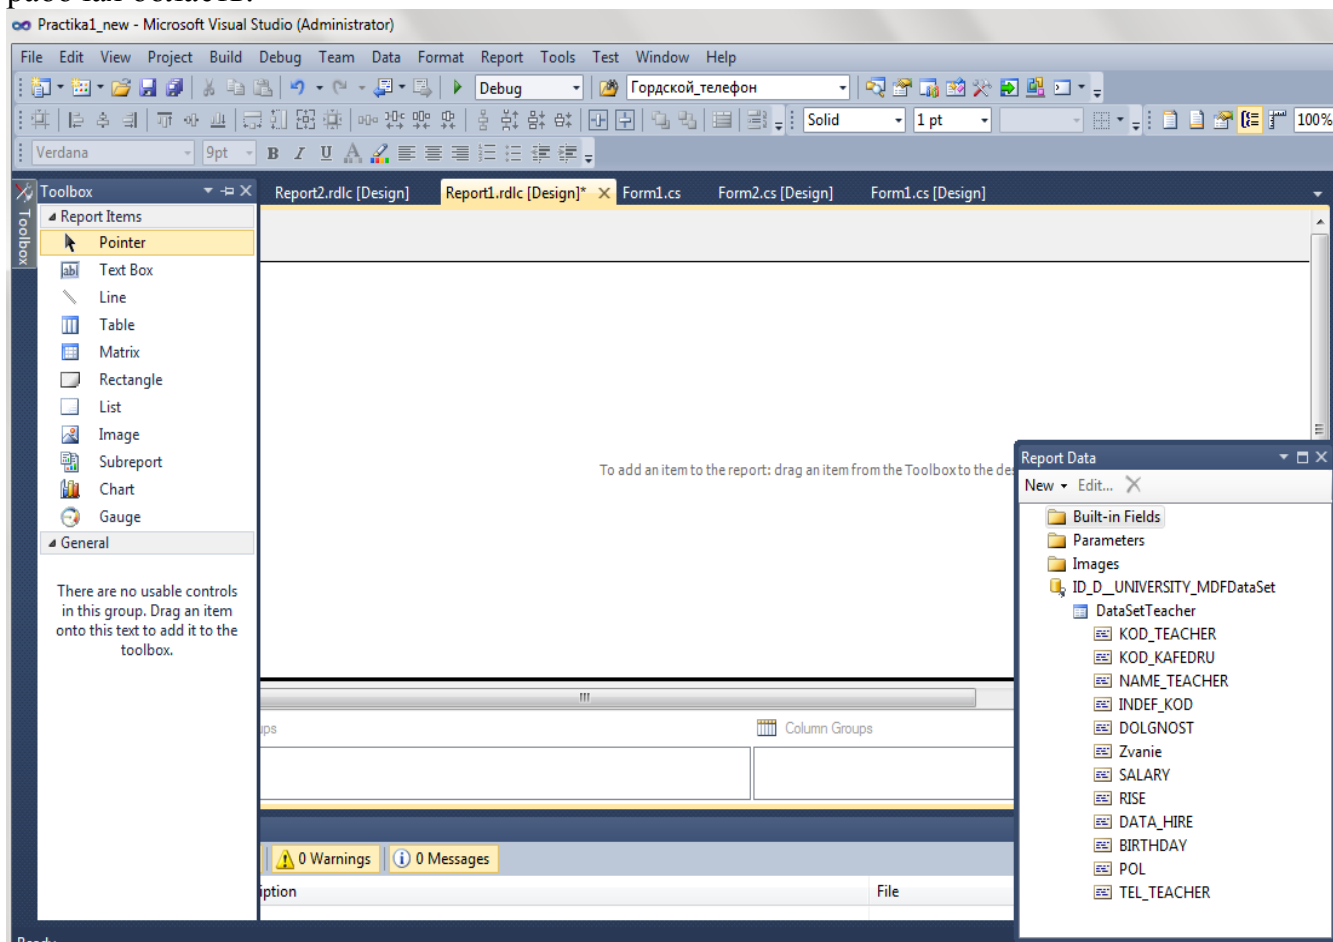 Practika1_new - Microsoft Visual Studio (Administrator)
File Edit View Project Build Debug Team Data Format Report Tools Test Window Help
Debug Гордской_телефон
Solid 1 pt 100%
Verdana 9pt B I U A
Toolbox
Toolbox
Report2.rdlc [Design] Report1.rdlc [Design]* Form1.cs Form2.cs [Design] Form1.cs [Design]
Report Items
Pointer
Text Box
Line
Table
Matrix
Rectangle
List
Image
Subreport
Chart
Gauge
General
There are no usable controls
in this group. Drag an item
onto this text to add it to the
toolbox.
To add an item to the report: drag an item from the Toolbox to the des
Column Groups
0 Warnings 0 Messages
iption File
Report Data
New Edit...
Built-in Fields
Parameters
Images
ID_D__UNIVERSITY_MDFDataSet
DataSetTeacher
KOD_TEACHER
KOD_KAFEDRU
NAME_TEACHER
INDEF_KOD
DOLGNOST
Zvanie
SALARY
RISE
DATA_HIRE
BIRTHDAY
POL
TEL_TEACHER